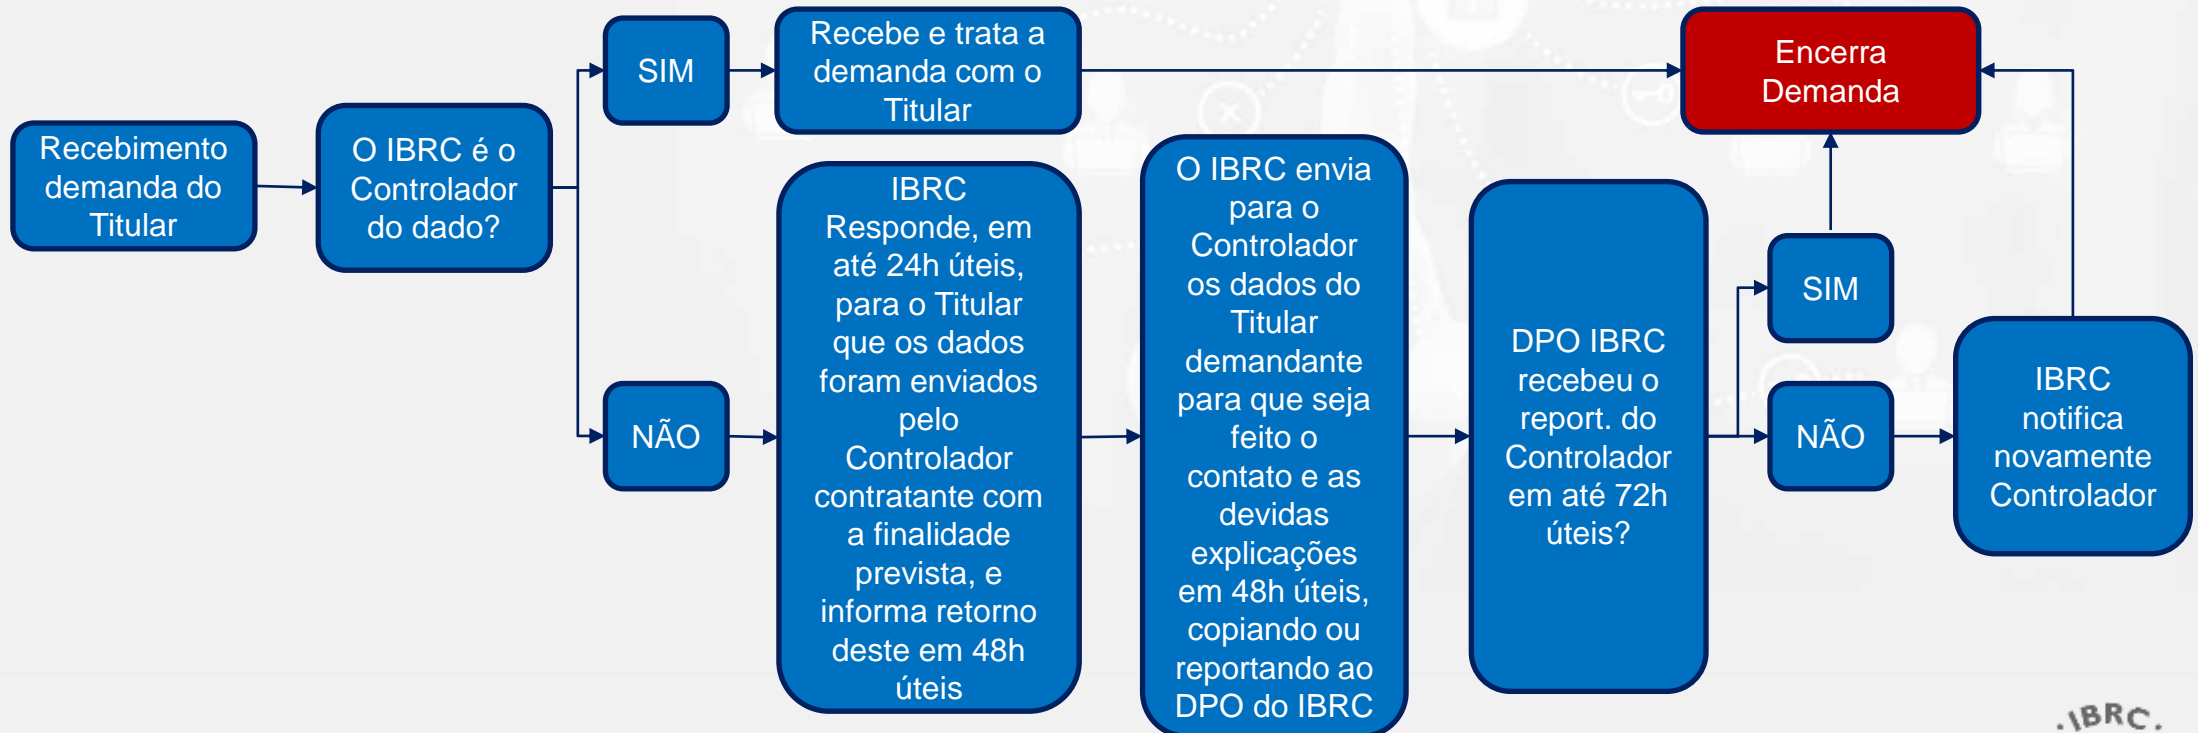 Recebimento
demanda do
Titular
O IBRC é o
Controlador
do dado?
SIM
Recebe e trata a
demanda com o
Titular
NÃO
IBRC
Responde, em
até 24h úteis,
para o Titular
que os dados
foram enviados
pelo
Controlador
contratante com
a finalidade
prevista, e
informa retorno
deste em 48h
úteis
O IBRC envia
para o
Controlador
os dados do
Titular
demandante
para que seja
feito o
contato e as
devidas
explicações
em 48h úteis,
copiando ou
reportando ao
DPO do IBRC
DPO IBRC
recebeu o
report. do
Controlador
em até 72h
úteis?
SIM
NÃO
IBRC
notifica
novamente
Controlador
Encerra
Demanda
.IBRC.